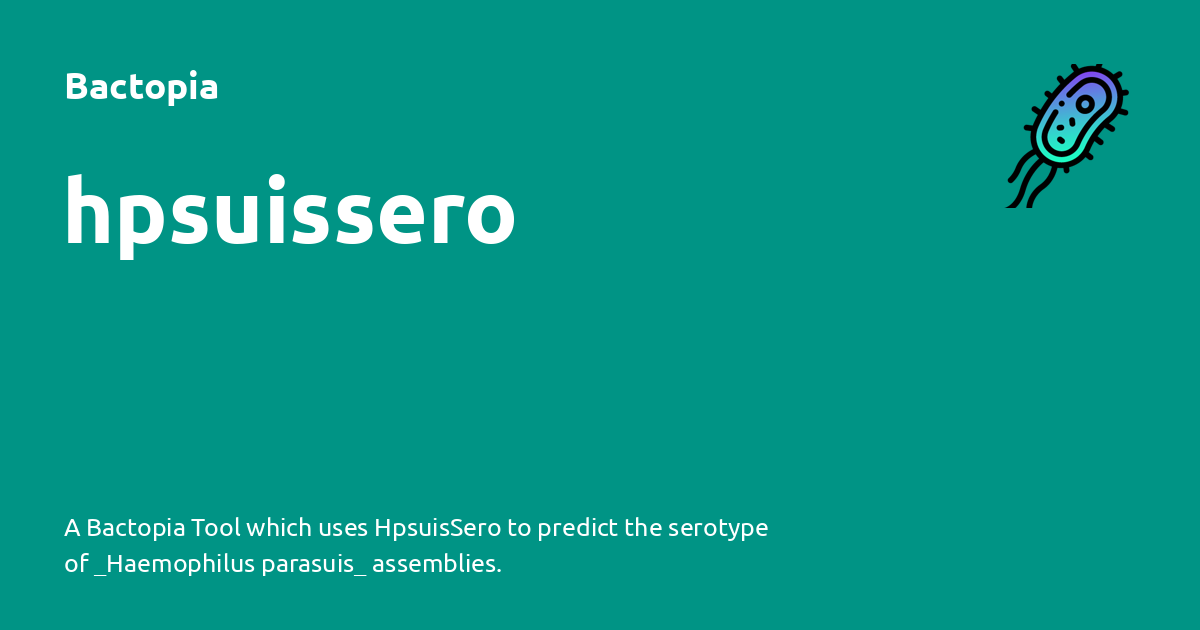 Bactopia
hpsuissero
A Bactopia Tool which uses HpsuisSero to predict the serotype
of _Haemophilus parasuis_ assemblies.